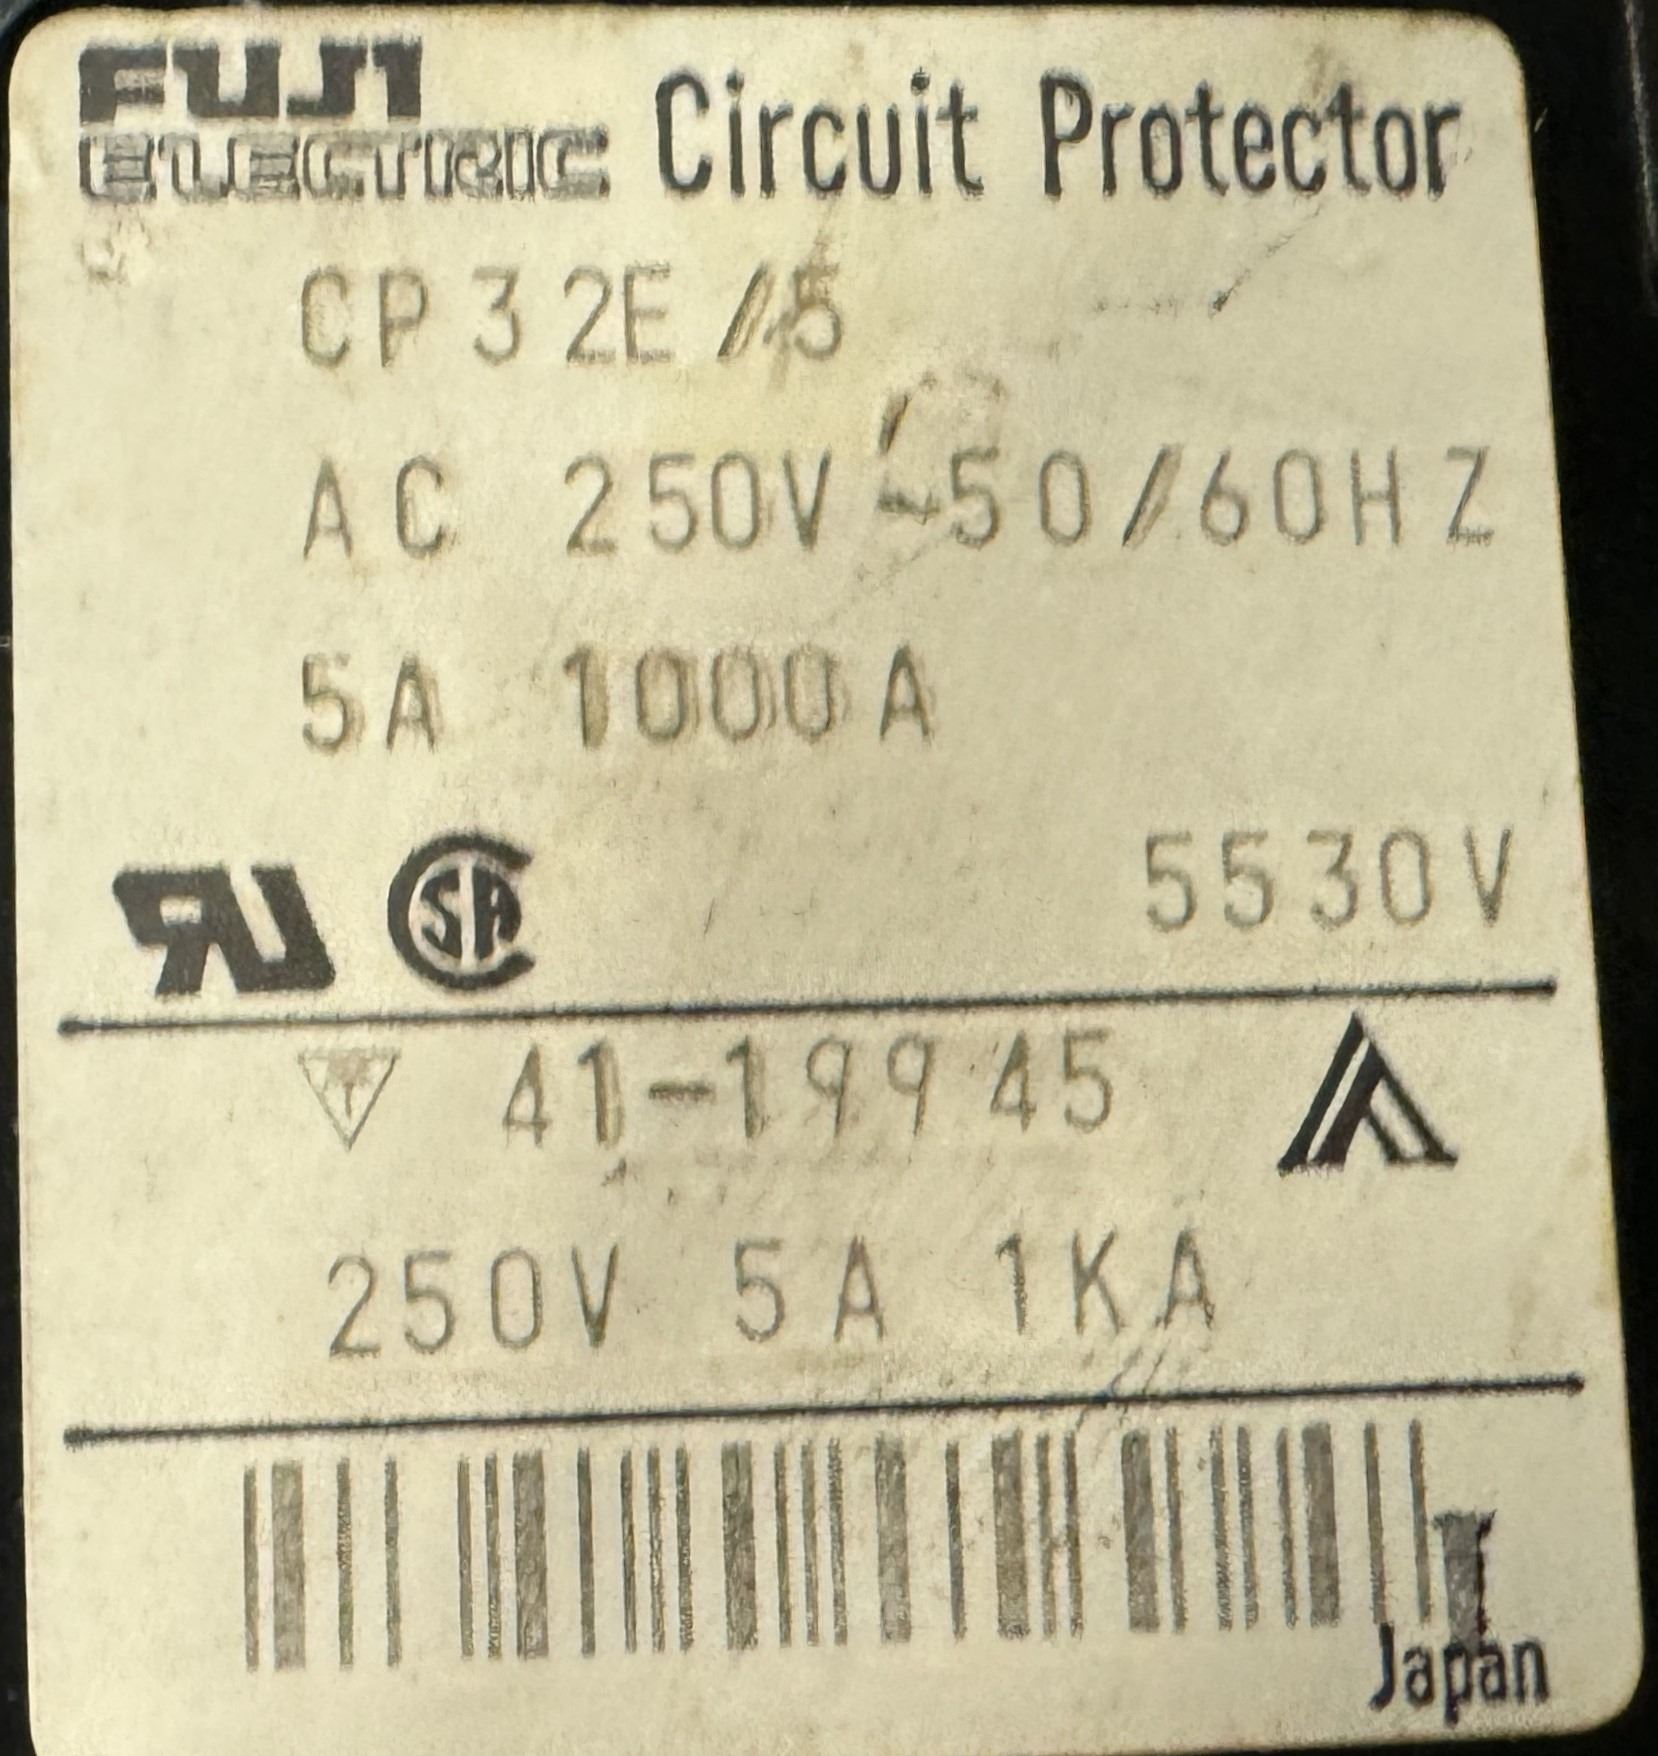 FUJI ELECTRIC Circuit Protector
CP32E/5
AC 250V 50/60HZ
5A 1000A
5530V
41-19945
250V 5A 1KA
Japan